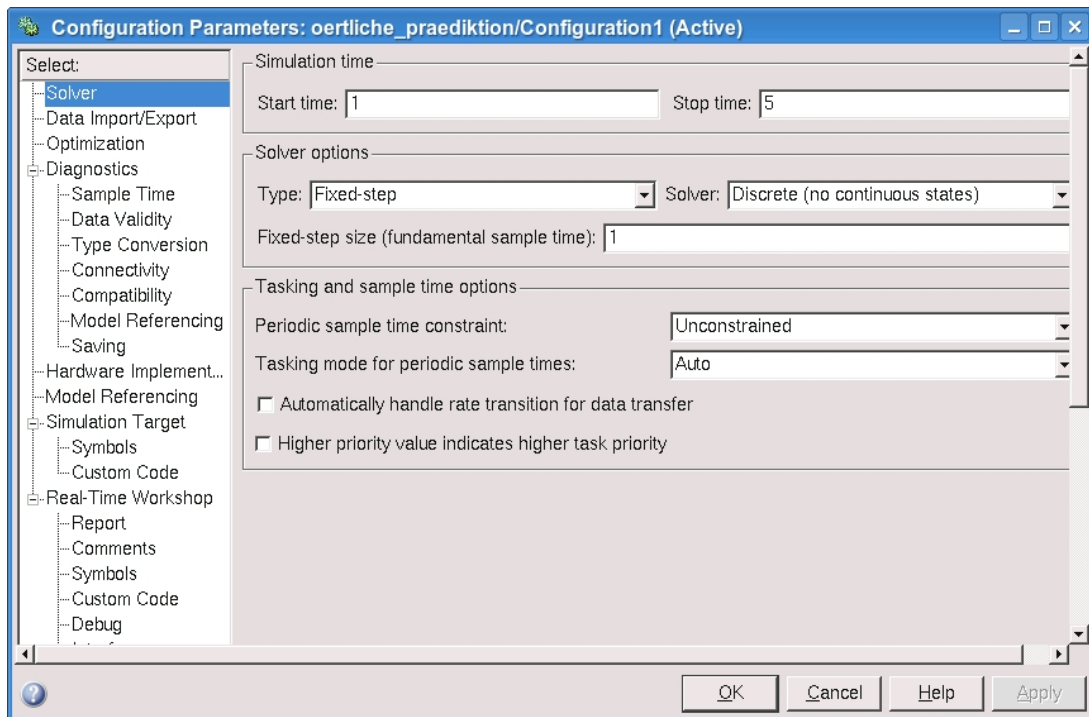 Configuration Parameters: oertliche_praediktion/Configuration1 (Active)
Select:
Solver
Data Import/Export
Optimization
Diagnostics
Sample Time
Data Validity
Type Conversion
Connectivity
Compatibility
Model Referencing
Saving
Hardware Implement...
Model Referencing
Simulation Target
Symbols
Custom Code
Real-Time Workshop
Report
Comments
Symbols
Custom Code
Debug
Simulation time
Start time: 1 Stop time: 5
Solver options
Type: Fixed-step Solver: Discrete (no continuous states)
Fixed-step size (fundamental sample time): 1
Tasking and sample time options
Periodic sample time constraint: Unconstrained
Tasking mode for periodic sample times: Auto
Automatically handle rate transition for data transfer
Higher priority value indicates higher task priority
OK Cancel Help Apply